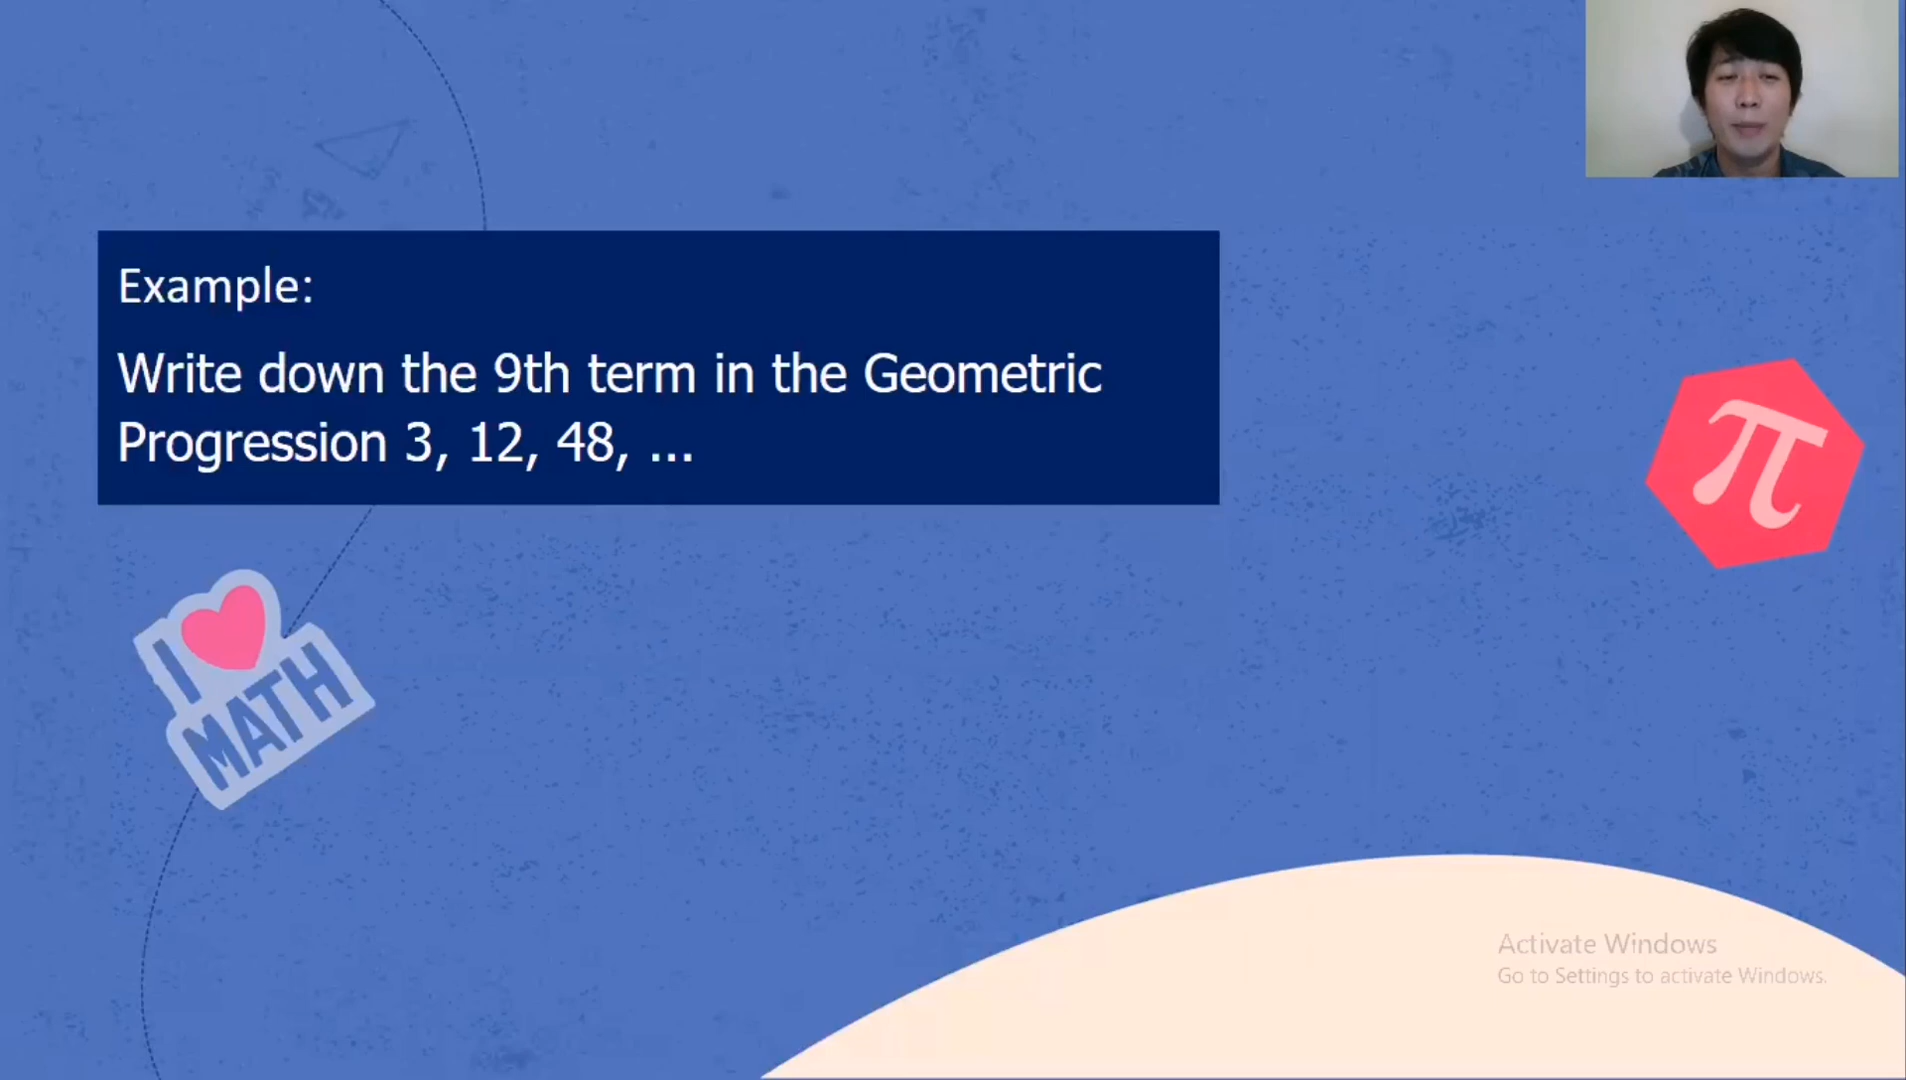 Example:
Write down the 9th term in the Geometric
Progression 3, 12, 48, ...
π
I
MATH
Activate Windows
Go to Settings to activate Windows.